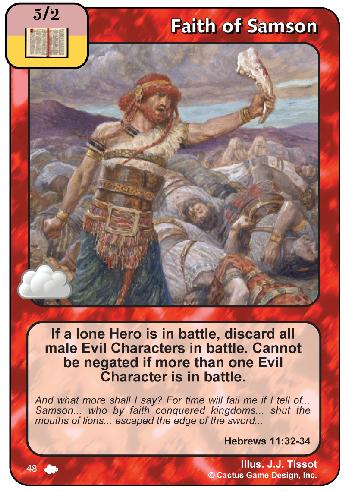 5/2
Faith of Samson
If a lone Hero is in battle, discard all
male Evil Characters in battle. Cannot
be negated if more than one Evil
Character is in battle.
And what more shall I say? For time will fail me if I tell of...
Samson... who by faith conquered kingdoms... shut the
mouths of lions... escaped the edge of the sword...
Hebrews 11:32-34
48
Illus. J.J. Tissot
© Cactus Game Design, Inc.